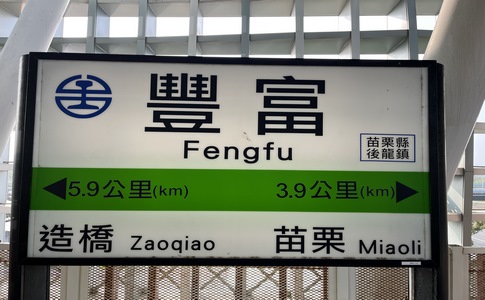 豐富
Fengfu
苗栗縣
後龍鎮
◀5.9公里(km) 3.9公里(km)▶
造橋 Zaoqiao 苗栗 Miaoli